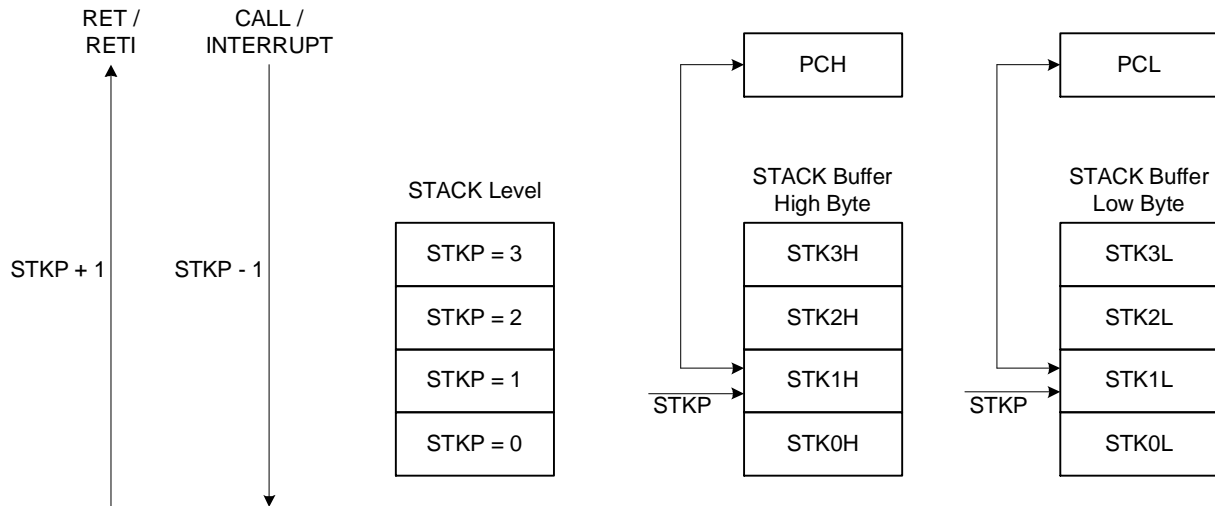 RET /
RETI
CALL /
INTERRUPT
PCH
PCL
STACK Level
STACK Buffer
High Byte
STACK Buffer
Low Byte
STKP + 1
STKP - 1
STKP = 3
STK3H
STK3L
STKP = 2
STK2H
STK2L
STKP = 1
STK1H
STK1L
STKP
STKP
STKP = 0
STK0H
STK0L